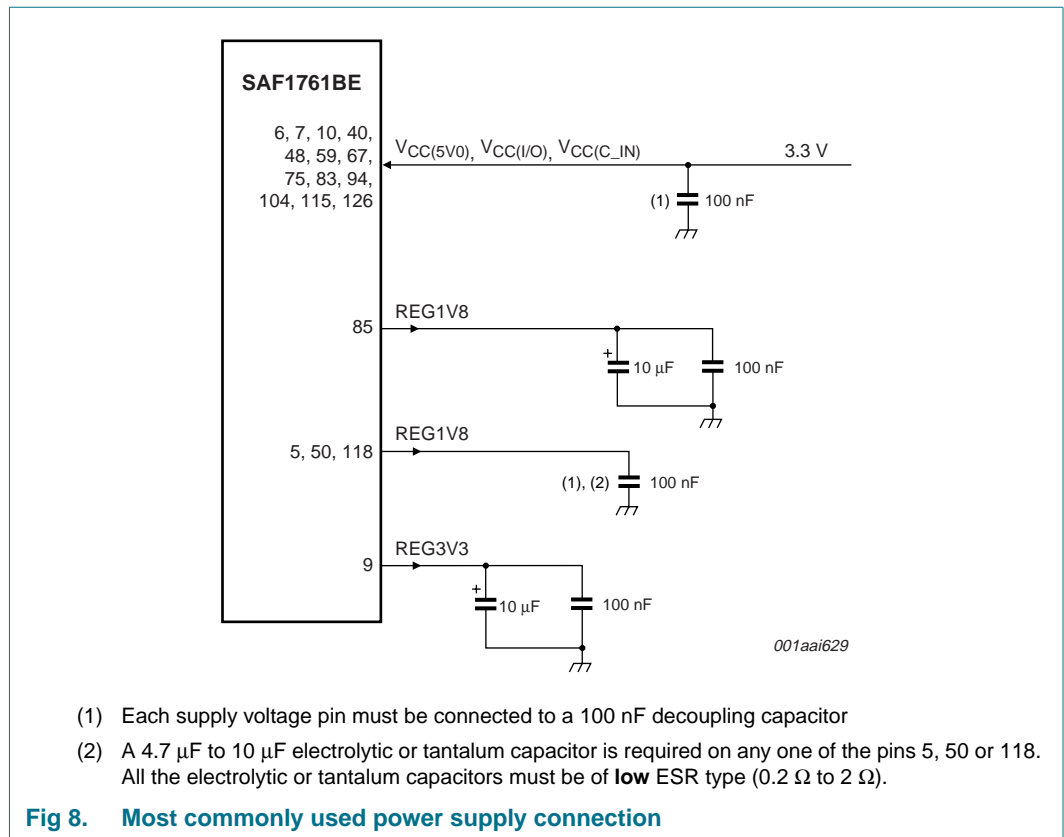 SAF1761BE
6, 7, 10, 40,
48, 59, 67,
75, 83, 94,
104, 115, 126
VCC(5V0), VCC(I/O), VCC(C_IN)
3.3 V
(1)
100 nF
85
REG1V8
+
10 μF
100 nF
5, 50, 118
REG1V8
(1), (2)
100 nF
9
REG3V3
+
10 μF
100 nF
001aai629
(1) Each supply voltage pin must be connected to a 100 nF decoupling capacitor
(2) A 4.7 μF to 10 μF electrolytic or tantalum capacitor is required on any one of the pins 5, 50 or 118.
All the electrolytic or tantalum capacitors must be of low ESR type (0.2 Ω to 2 Ω).
Fig 8. Most commonly used power supply connection